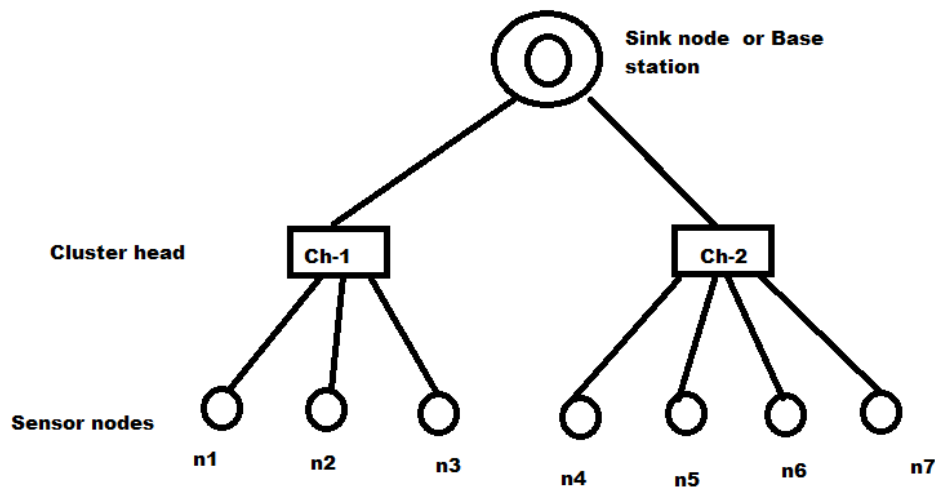 Sink node or Base
station
Cluster head
Ch-1
Ch-2
Sensor nodes
n1
n2
n3
n4
n5
n6
n7